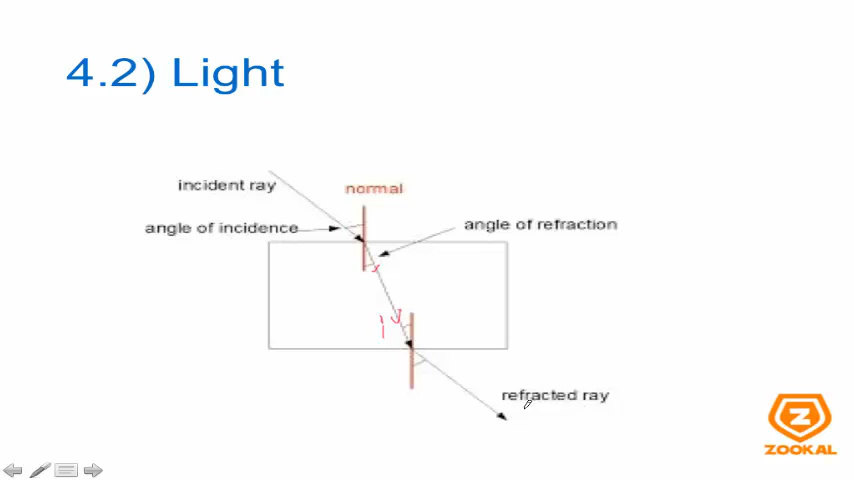 4.2) Light
incident ray
normal
angle of incidence
angle of refraction
i
refracted ray
Z
ZOOKAL